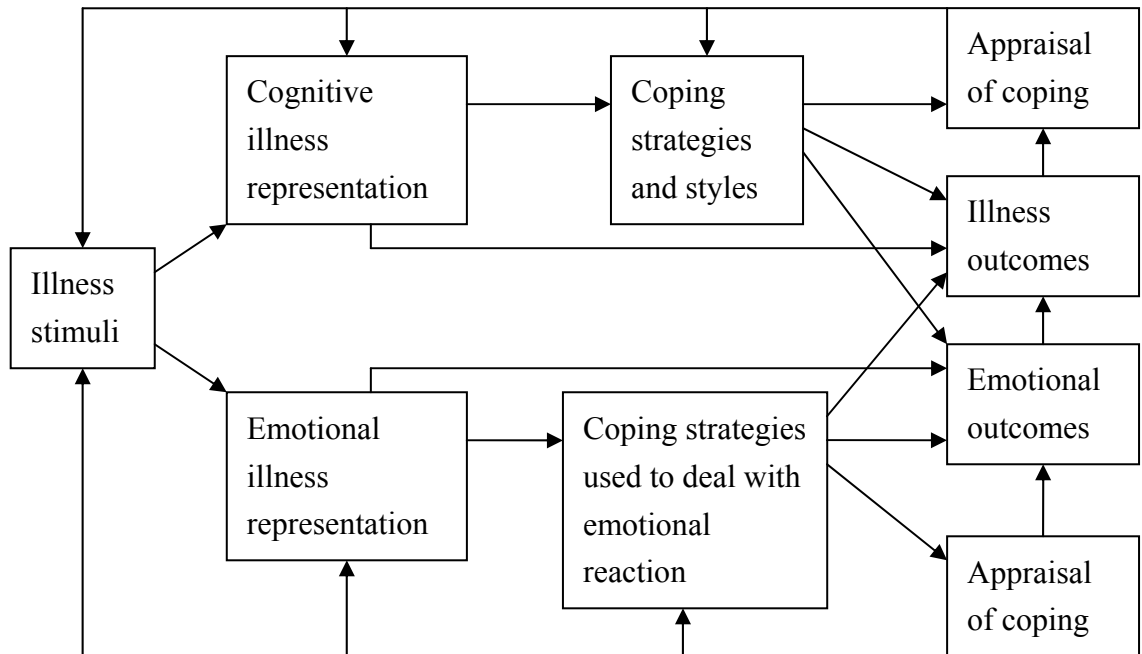 Appraisal
of coping
Cognitive
illness
representation
Coping
strategies
and styles
Illness
outcomes
Illness
stimuli
Emotional
illness
representation
Coping strategies
used to deal with
emotional
reaction
Emotional
outcomes
Appraisal
of coping